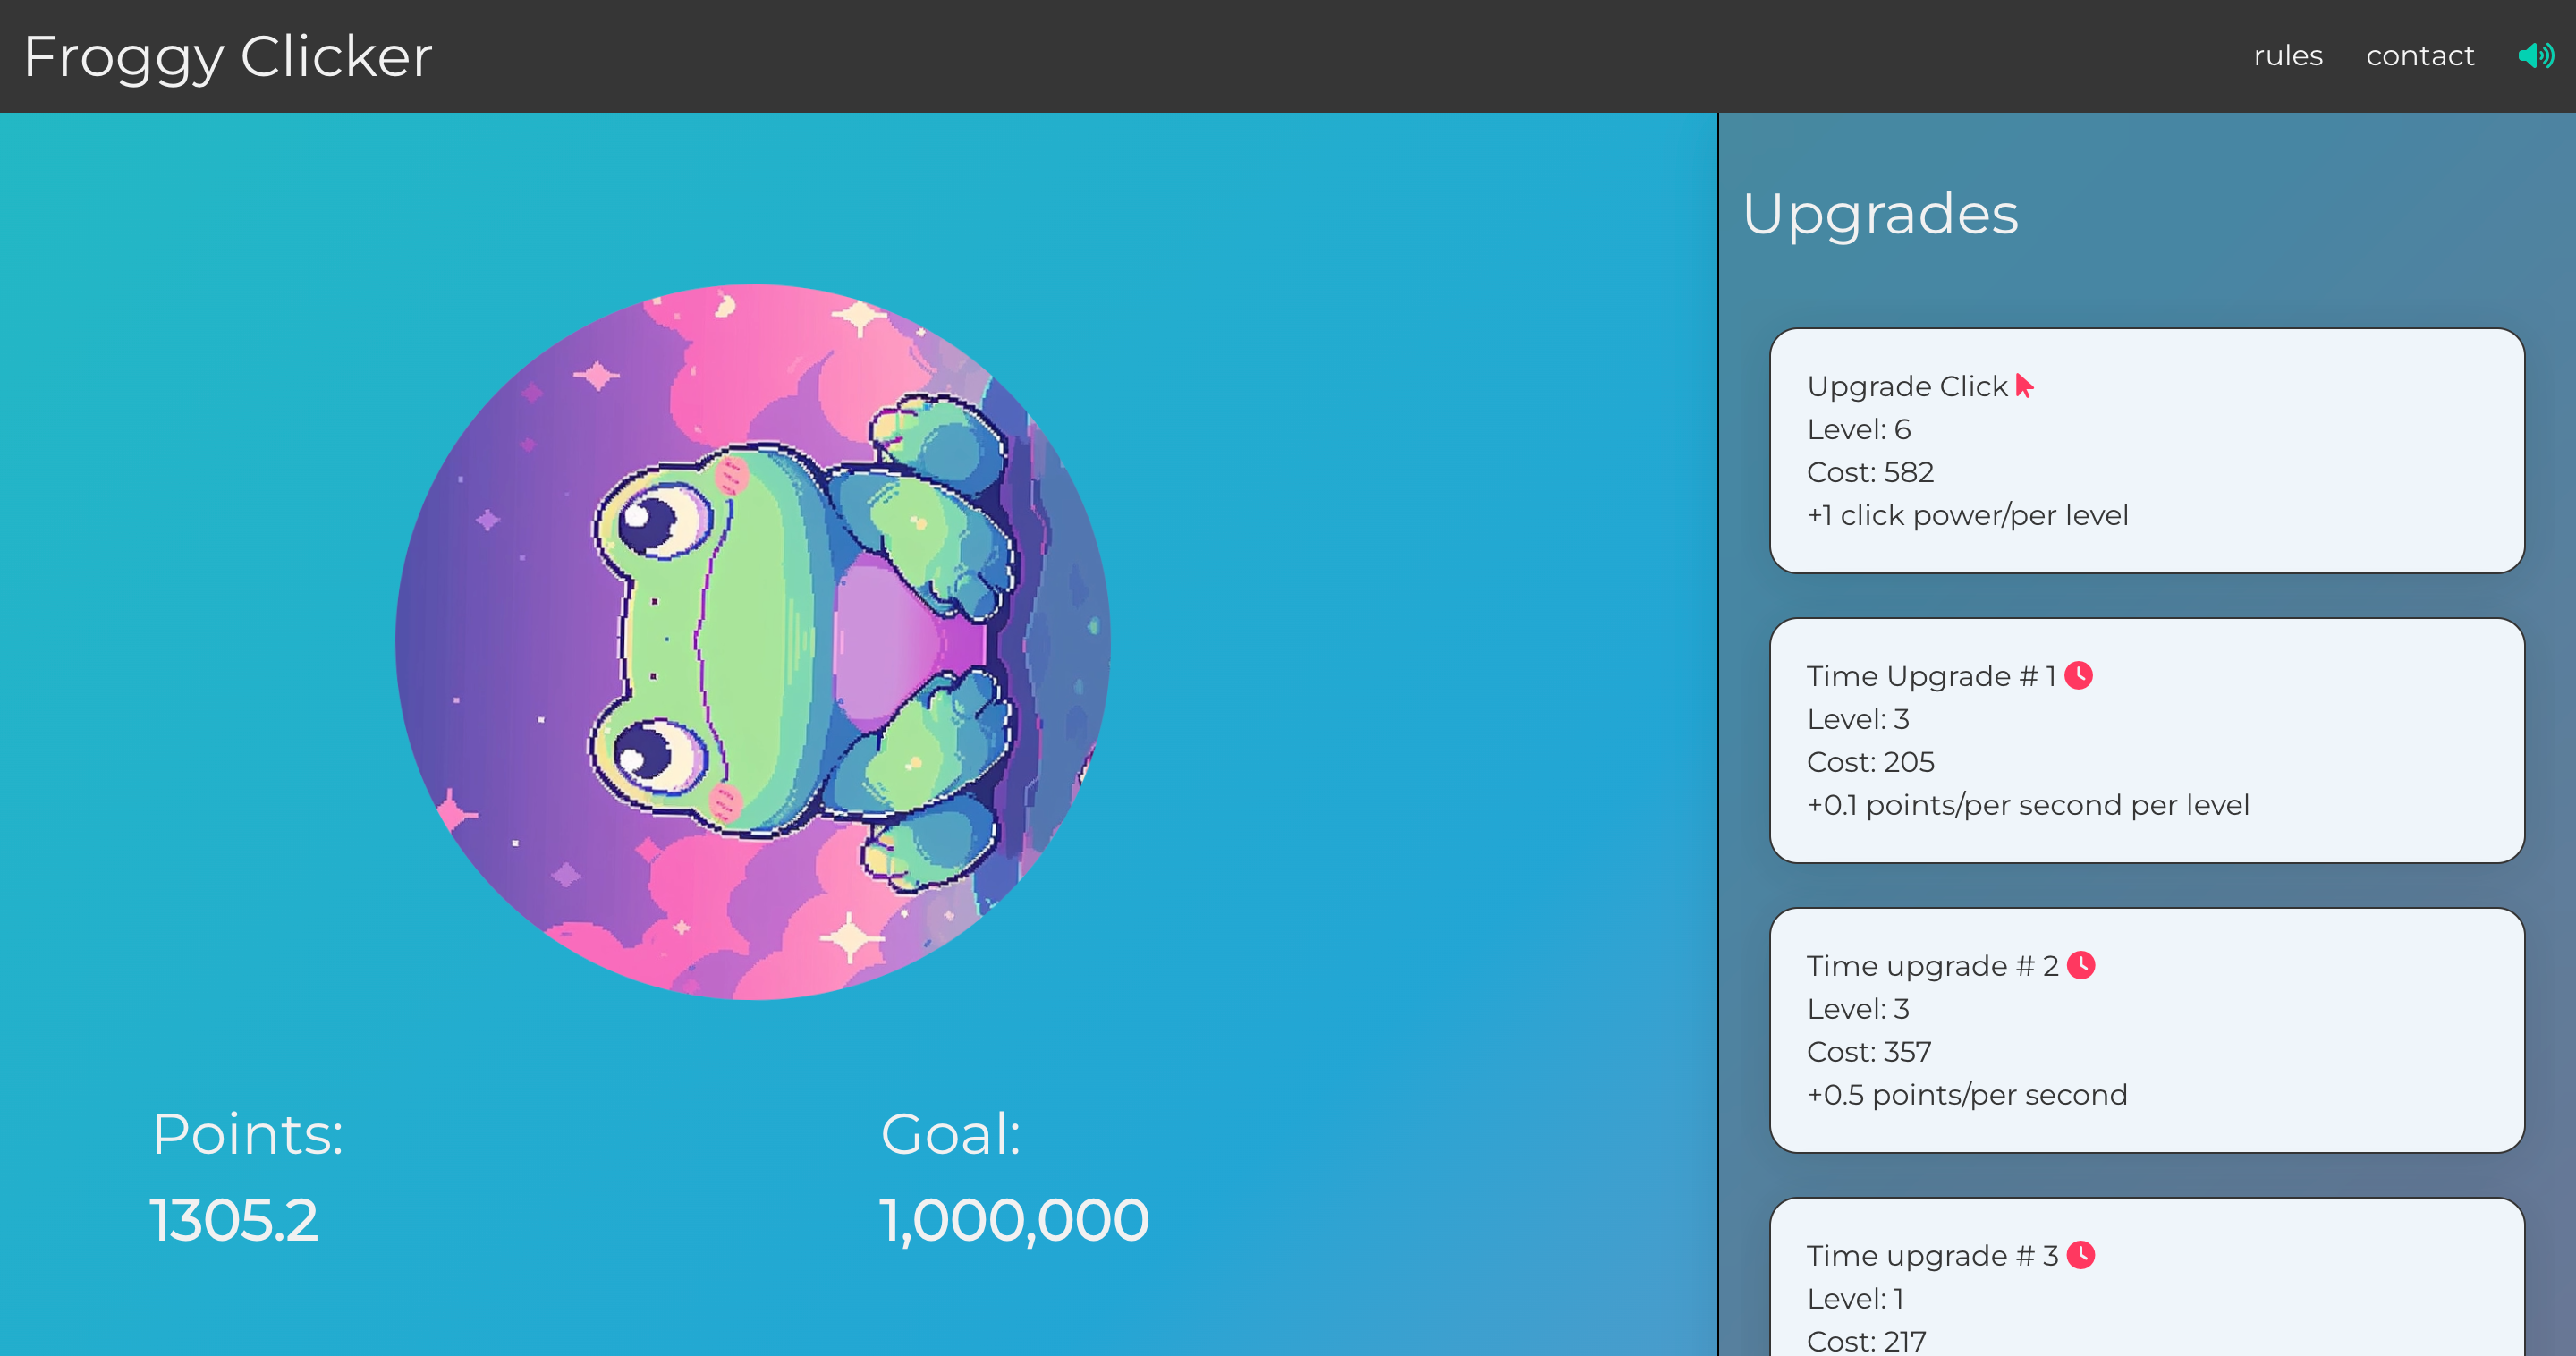 Froggy Clicker
rules
contact
Upgrades
Upgrade Click
Level: 6
Cost: 582
+1 click power/per level
Time Upgrade # 1
Level: 3
Cost: 205
+0.1 points/per second per level
Time upgrade # 2
Level: 3
Cost: 357
+0.5 points/per second
Time upgrade # 3
Level: 1
Cost: 217
Points:
1305.2
Goal:
1,000,000